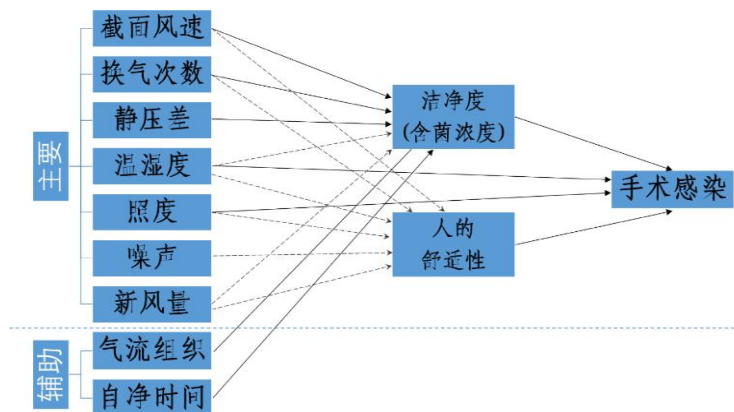 主要
截面风速
换气次数
静压差
温湿度
照度
噪声
新风量
辅助
气流组织
自净时间
洁净度
(含菌浓度)
人的
舒适性
手术感染